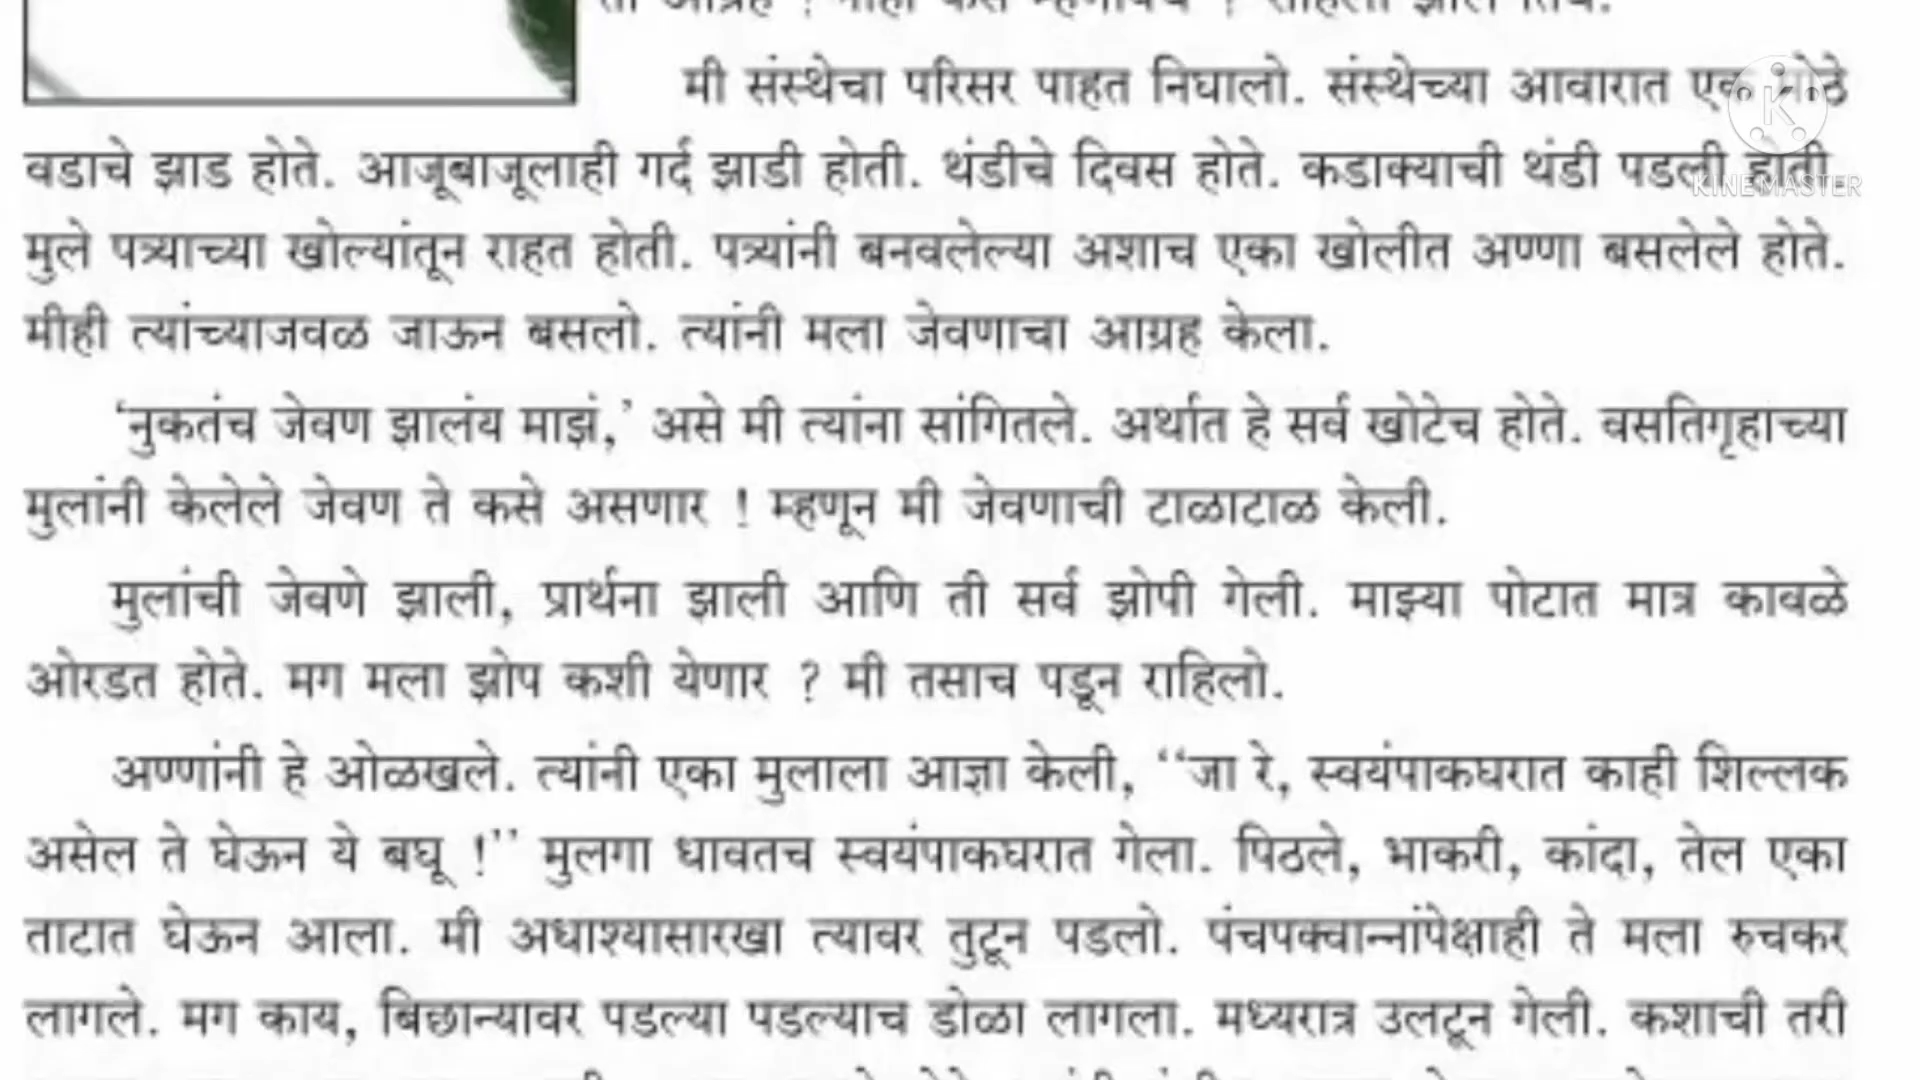 मी संस्थेचा परिसर पाहत निघालो. संस्थेच्या आवारात एक मोठे
वडाचे झाड होते. आजूबाजूलाही गर्द झाडी होती. थंडीचे दिवस होते. कडाक्याची थंडी पडली होती.
KINEMASTER
मुले पत्र्याच्या खोल्यांतून राहत होती. पत्र्यांनी बनवलेल्या अशाच एका खोलीत अण्णा बसलेले होते.
मीही त्यांच्याजवळ जाऊन बसलो. त्यांनी मला जेवणाचा आग्रह केला.
‘नुकतंच जेवण झालंय माझं,’ असे मी त्यांना सांगितले. अर्थात हे सर्व खोटेच होते. वसतिगृहाच्या
मुलांनी केलेले जेवण ते कसे असणार ! म्हणून मी जेवणाची टाळाटाळ केली.
मुलांची जेवणे झाली, प्रार्थना झाली आणि ती सर्व झोपी गेली. माझ्या पोटात मात्र कावळे
ओरडत होते. मग मला झोप कशी येणार ? मी तसाच पडून राहिलो.
अण्णांनी हे ओळखले. त्यांनी एका मुलाला आज्ञा केली, ‘‘जा रे, स्वयंपाकघरात काही शिल्लक
असेल ते घेऊन ये बघू !’’ मुलगा धावतच स्वयंपाकघरात गेला. पिठले, भाकरी, कांदा, तेल एका
ताटात घेऊन आला. मी अधाश्यासारखा त्यावर तुटून पडलो. पंचपक्वान्नांपेक्षाही ते मला रुचकर
लागले. मग काय, बिछान्यावर पडल्या पडल्याच डोळा लागला. मध्यरात्र उलटून गेली. कशाची तरी